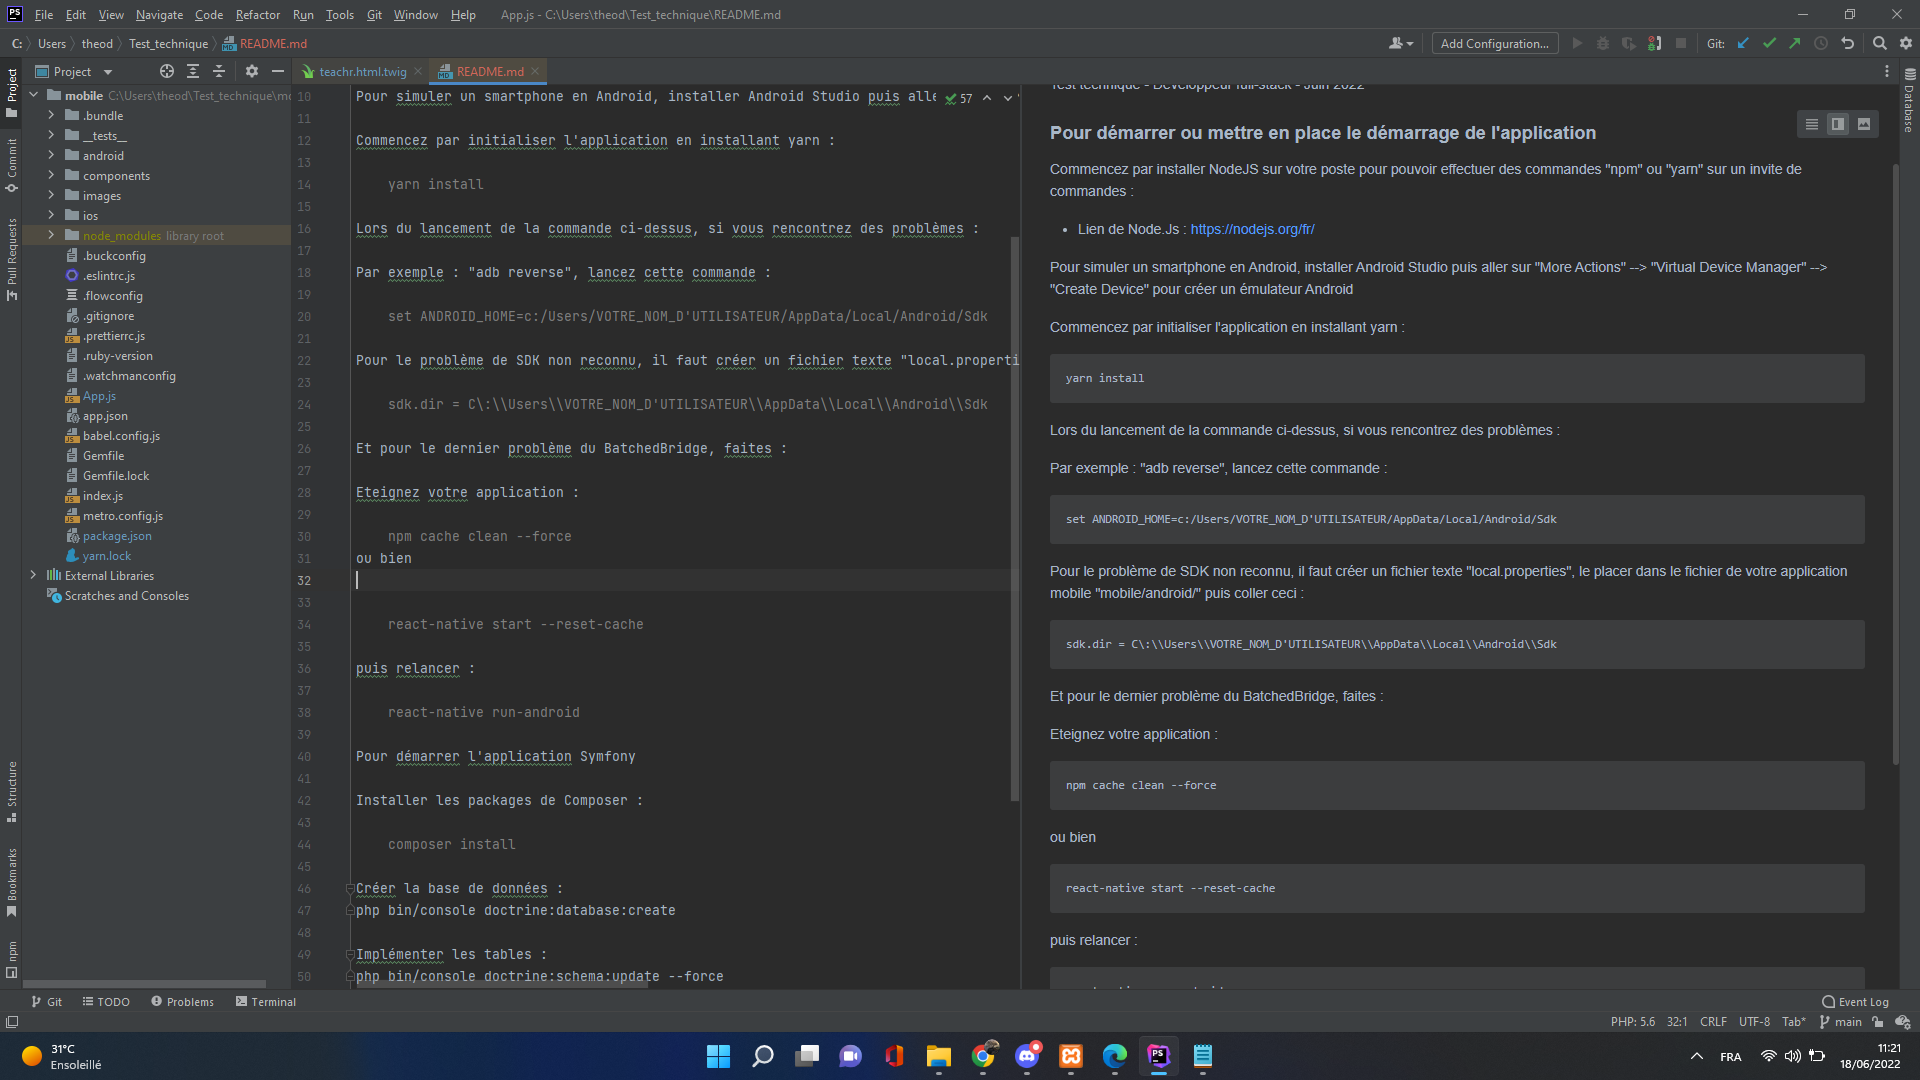 PS File Edit View Navigate Code Refactor Run Tools Git Window Help App.js - C:\Users\theod\Test_technique\README.md
C: Users theod Test_technique README.md
Add Configuration...
Git:
Project
teachr.html.twig
README.md
mobile C:\Users\theod\Test_technique\mo
.bundle
__tests__
android
components
images
ios
node_modules library root
.buckconfig
.eslintrc.js
.flowconfig
.gitignore
.prettierrc.js
.ruby-version
.watchmanconfig
App.js
app.json
babel.config.js
Gemfile
Gemfile.lock
index.js
metro.config.js
package.json
yarn.lock
External Libraries
Scratches and Consoles
Project
Commit
Pull Requests
Structure
Bookmarks
npm
10 Pour simuler un smartphone en Android, installer Android Studio puis alle 57
11
12 Commencez par initialiser l'application en installant yarn :
13
14 yarn install
15
16 Lors du lancement de la commande ci-dessus, si vous rencontrez des problèmes :
17
18 Par exemple : "adb reverse", lancez cette commande :
19
20 set ANDROID_HOME=c:/Users/VOTRE_NOM_D'UTILISATEUR/AppData/Local/Android/Sdk
21
22 Pour le problème de SDK non reconnu, il faut créer un fichier texte "local.properti
23
24 sdk.dir = C\:\\Users\\VOTRE_NOM_D'UTILISATEUR\\AppData\\Local\\Android\\Sdk
25
26 Et pour le dernier problème du BatchedBridge, faites :
27
28 Eteignez votre application :
29
30 npm cache clean --force
31 ou bien
32
33
34 react-native start --reset-cache
35
36 puis relancer :
37
38 react-native run-android
39
40 Pour démarrer l'application Symfony
41
42 Installer les packages de Composer :
43
44 composer install
45
46 Créer la base de données :
47 php bin/console doctrine:database:create
48
49 Implémenter les tables :
50 php bin/console doctrine:schema:update --force
Test technique - Développeur full-stack - Juin 2022
Pour démarrer ou mettre en place le démarrage de l'application
Commencez par installer NodeJS sur votre poste pour pouvoir effectuer des commandes "npm" ou "yarn" sur un invite de
commandes :
• Lien de Node.Js : https://nodejs.org/fr/
Pour simuler un smartphone en Android, installer Android Studio puis aller sur "More Actions" --> "Virtual Device Manager" -->
"Create Device" pour créer un émulateur Android
Commencez par initialiser l'application en installant yarn :
yarn install
Lors du lancement de la commande ci-dessus, si vous rencontrez des problèmes :
Par exemple : "adb reverse", lancez cette commande :
set ANDROID_HOME=c:/Users/VOTRE_NOM_D'UTILISATEUR/AppData/Local/Android/Sdk
Pour le problème de SDK non reconnu, il faut créer un fichier texte "local.properties", le placer dans le fichier de votre application
mobile "mobile/android/" puis coller ceci :
sdk.dir = C\:\\Users\\VOTRE_NOM_D'UTILISATEUR\\AppData\\Local\\Android\\Sdk
Et pour le dernier problème du BatchedBridge, faites :
Eteignez votre application :
npm cache clean --force
ou bien
react-native start --reset-cache
puis relancer :
Database
Git TODO Problems Terminal
Event Log
PHP: 5.6 32:1 CRLF UTF-8 Tab* main
31°C
Ensoleillé
FRA
11:21
18/06/2022